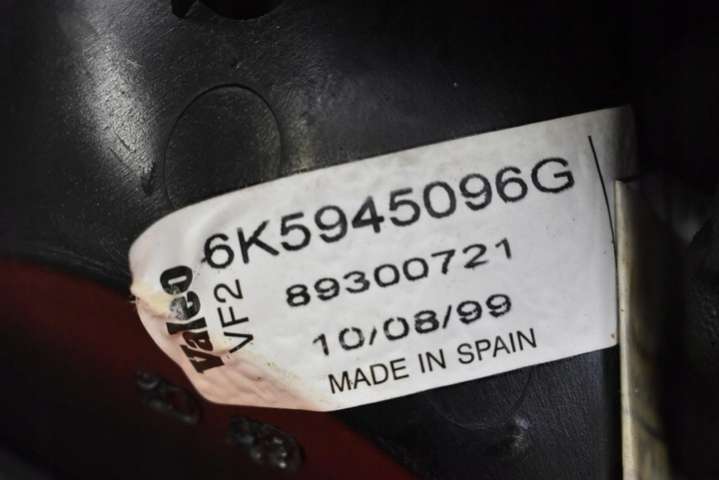 6K5945096G
89300721
10/08/99
MADE IN SPAIN
Valeo
VF2